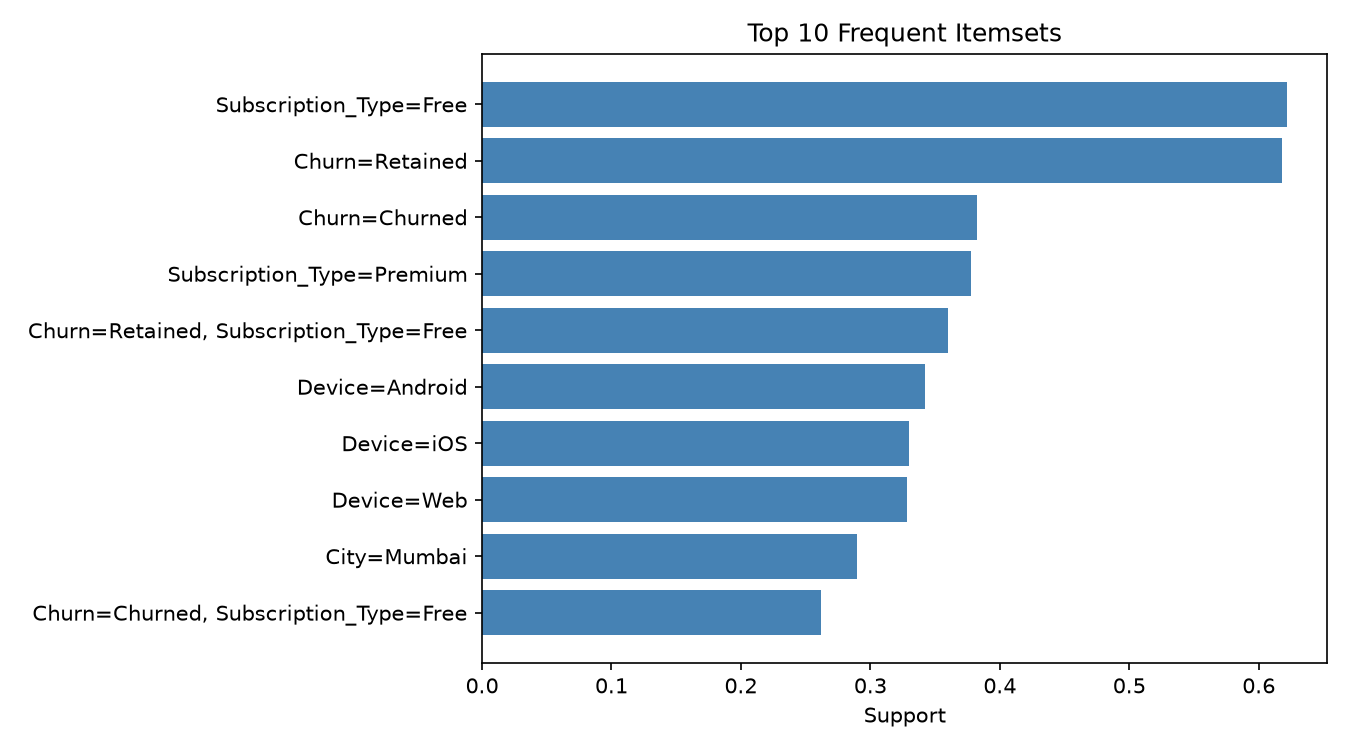 Top 10 Frequent Itemsets
Subscription_Type=Free
Churn=Retained
Churn=Churned
Subscription_Type=Premium
Churn=Retained, Subscription_Type=Free
Device=Android
Device=iOS
Device=Web
City=Mumbai
Churn=Churned, Subscription_Type=Free
0.0 0.1 0.2 0.3 0.4 0.5 0.6
Support